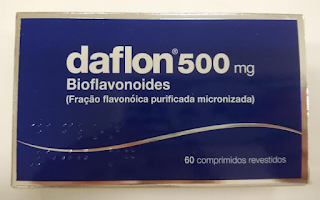 daflon® 500 mg
Bioflavonoides
(Fração flavonóica purificada micronizada)
60 comprimidos revestidos